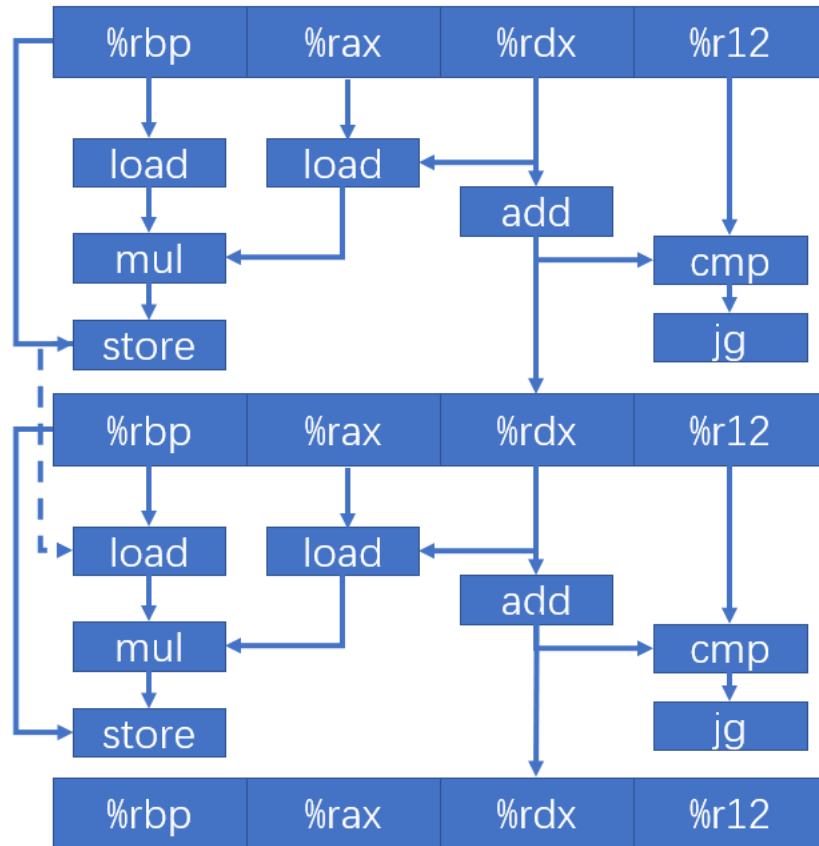 %rbp %rax %rdx %r12
load load
add
mul cmp
store jg
%rbp %rax %rdx %r12
load load
add
mul cmp
store jg
%rbp %rax %rdx %r12